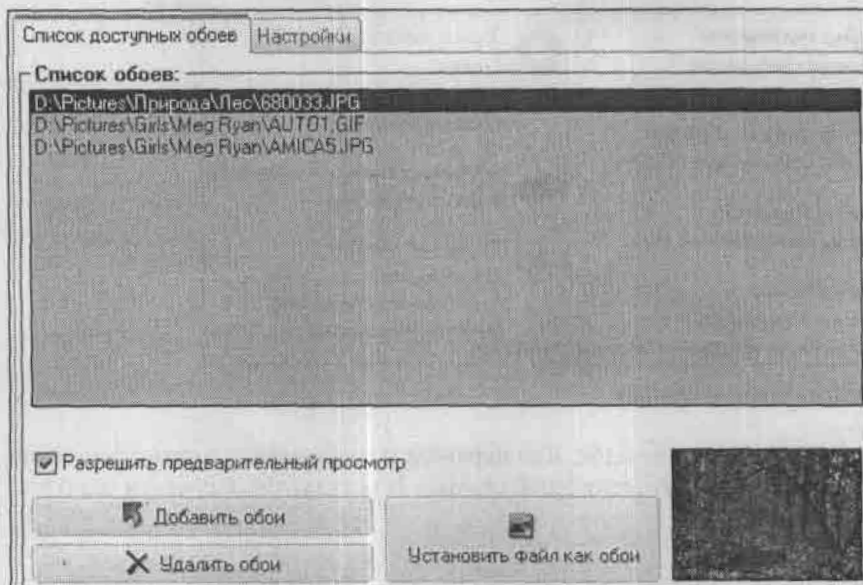 Список доступных обоев
Настройки
Список обоев:
D:\Pictures\Природа\Лес\680033.JPG
D:\Pictures\Girls\Meg Ryan\AUTO1.GIF
D:\Pictures\Girls\Meg Ryan\AMICA5.JPG
Разрешить предварительный просмотр
Добавить обои
Удалить обои
Установить файл как обои